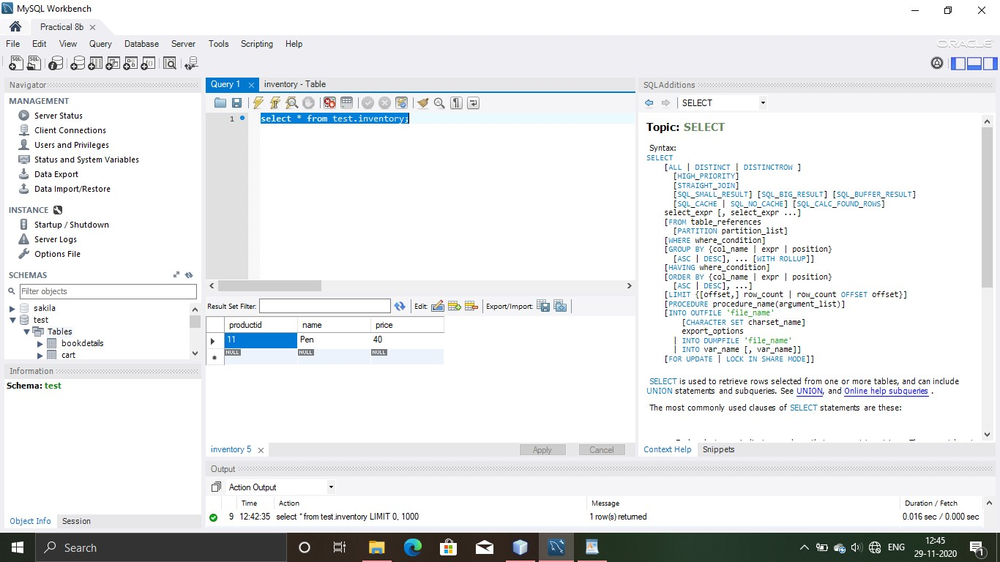 MySQL Workbench
Practical 8b
File Edit View Query Database Server Tools Scripting Help
ORACLE
Navigator
MANAGEMENT
Server Status
Client Connections
Users and Privileges
Status and System Variables
Data Export
Data Import/Restore
INSTANCE
Startup / Shutdown
Server Logs
Options File
SCHEMAS
Filter objects
sakila
test
Tables
bookdetails
cart
Information
Schema: test
Object Info Session
Query 1 inventory - Table
1 select * from test.inventory;
Result Set Filter: Edit: Export/Import:
productid name price
11 Pen 40
NULL NULL NULL
inventory 5
Apply Cancel
SQLAdditions
SELECT
Topic: SELECT
Syntax:
SELECT
[ALL | DISTINCT | DISTINCTROW ]
[HIGH_PRIORITY]
[STRAIGHT_JOIN]
[SQL_SMALL_RESULT] [SQL_BIG_RESULT] [SQL_BUFFER_RESULT]
[SQL_CACHE | SQL_NO_CACHE] [SQL_CALC_FOUND_ROWS]
select_expr [, select_expr ...]
[FROM table_references
[PARTITION partition_list]
[WHERE where_condition]
[GROUP BY {col_name | expr | position}
[ASC | DESC], ... [WITH ROLLUP]]
[HAVING where_condition]
[ORDER BY {col_name | expr | position}
[ASC | DESC], ...]
[LIMIT {[offset,] row_count | row_count OFFSET offset}]
[PROCEDURE procedure_name(argument_list)]
[INTO OUTFILE 'file_name'
[CHARACTER SET charset_name]
export_options
| INTO DUMPFILE 'file_name'
| INTO var_name [, var_name]]
[FOR UPDATE | LOCK IN SHARE MODE]]
SELECT is used to retrieve rows selected from one or more tables, and can include
UNION statements and subqueries. See UNION, and Online help subqueries .
The most commonly used clauses of SELECT statements are these:
Context Help Snippets
Output
Action Output
Time Action Message Duration / Fetch
9 12:42:35 select * from test.inventory LIMIT 0, 1000 1 row(s) returned 0.016 sec / 0.000 sec
Search
ENG
12:45
29-11-2020
1